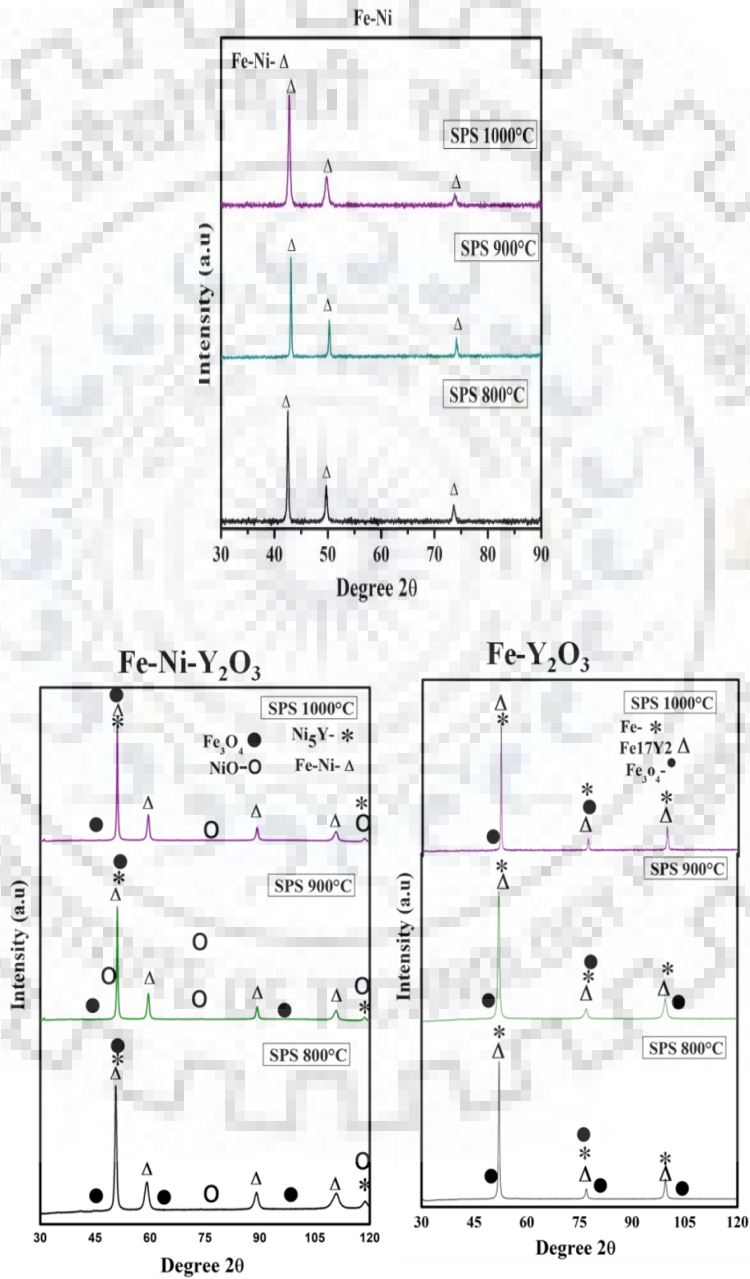 Fe-Ni
Fe-Ni- Δ
Δ
SPS 1000°C
Δ
Δ
SPS 900°C
Δ
Δ
Δ
SPS 800°C
Δ
Δ
Δ
Intensity (a.u)
30 40 50 60 70 80 90
Degree 2θ
Fe-Ni-Y₂O₃
SPS 1000°C
● Δ *
Fe₃O₄ ● Ni₅Y- *
NiO-O Fe-Ni- Δ
● Δ O Δ Δ * O
SPS 900°C
● * Δ
O
O ● Δ O Δ ● Δ O *
SPS 800°C
● * Δ
● Δ ● O Δ ● Δ O *
Intensity (a.u)
30 45 60 75 90 105 120
Degree 2θ
Fe-Y₂O₃
SPS 1000°C
Δ *
Fe- *
Fe17Y2 Δ
Fe₃o₄-●
● * ● Δ * Δ
SPS 900°C
* Δ
● ● * Δ * Δ ●
SPS 800°C
* Δ
● ● * Δ ● * Δ ●
Intensity (a.u)
30 45 60 75 90 105 120
Degree 2θ